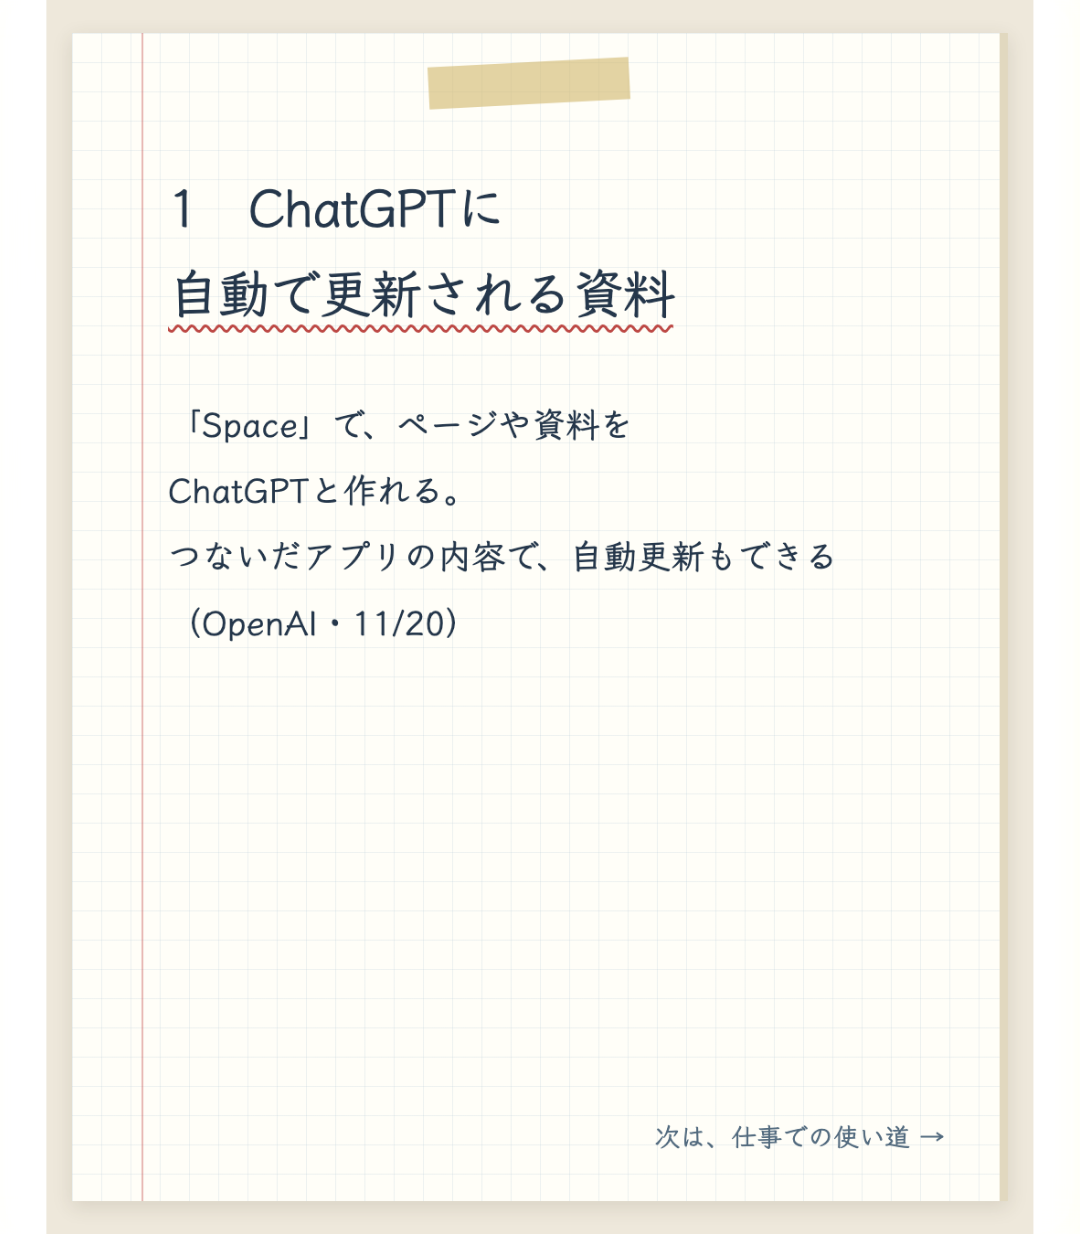 1　ChatGPTに
自動で更新される資料
「Space」で、ページや資料を
ChatGPTと作れる。
つないだアプリの内容で、自動更新もできる
（OpenAI・11/20）
次は、仕事での使い道 →